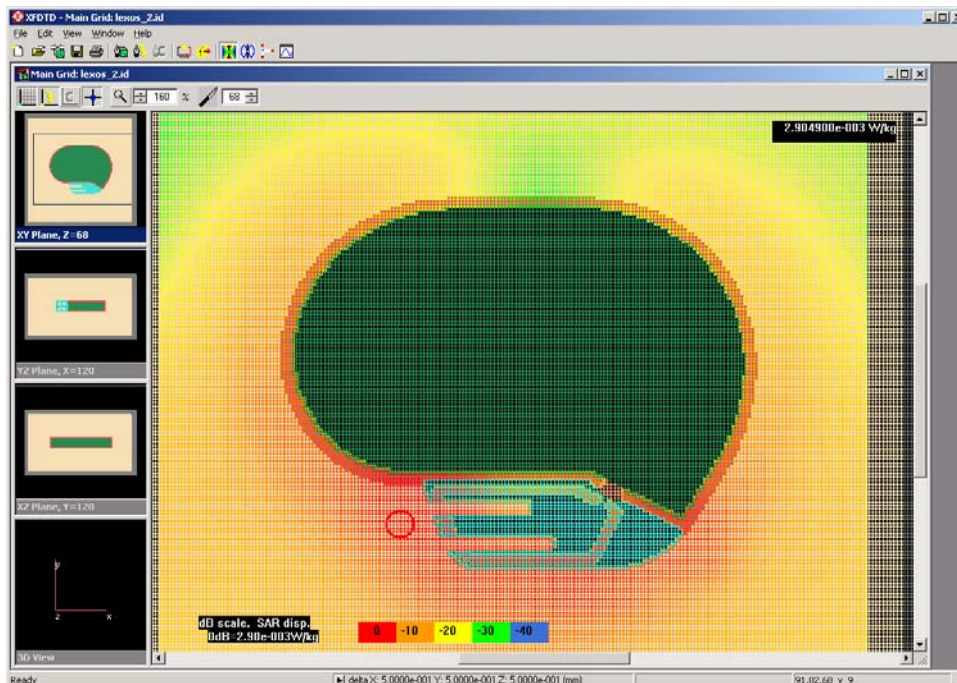 XFDTD - Main Grid: lexos_2.id
File Edit View Window Help
Main Grid: lexos_2.id
160 % 68
2.904900e-003 W/kg
XY Plane, Z=68
YZ Plane, X=120
XZ Plane, Y=120
y
z x
3D View
dB scale, SAR disp.
0dB=2.90e-003W/kg
0 -10 -20 -30 -40
Ready delta X: 5.0000e-001 Y: 5.0000e-001 Z: 5.0000e-001 (mm)